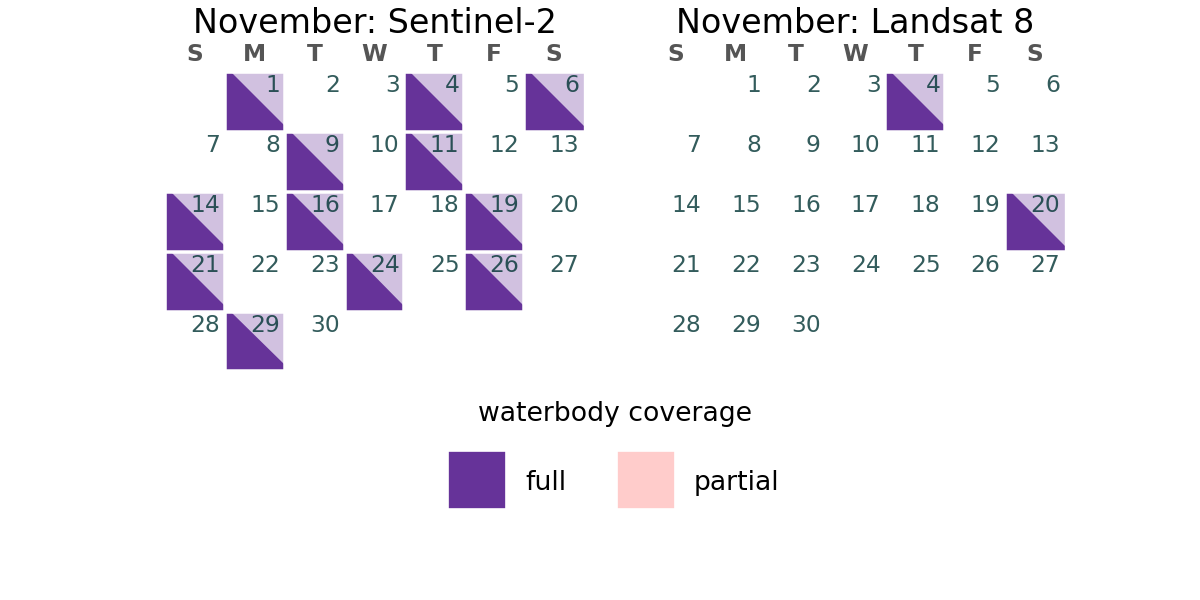 November: Sentinel-2
S M T W T F S
1 2 3 4 5 6
7 8 9 10 11 12 13
14 15 16 17 18 19 20
21 22 23 24 25 26 27
28 29 30
November: Landsat 8
S M T W T F S
1 2 3 4 5 6
7 8 9 10 11 12 13
14 15 16 17 18 19 20
21 22 23 24 25 26 27
28 29 30
waterbody coverage
full partial